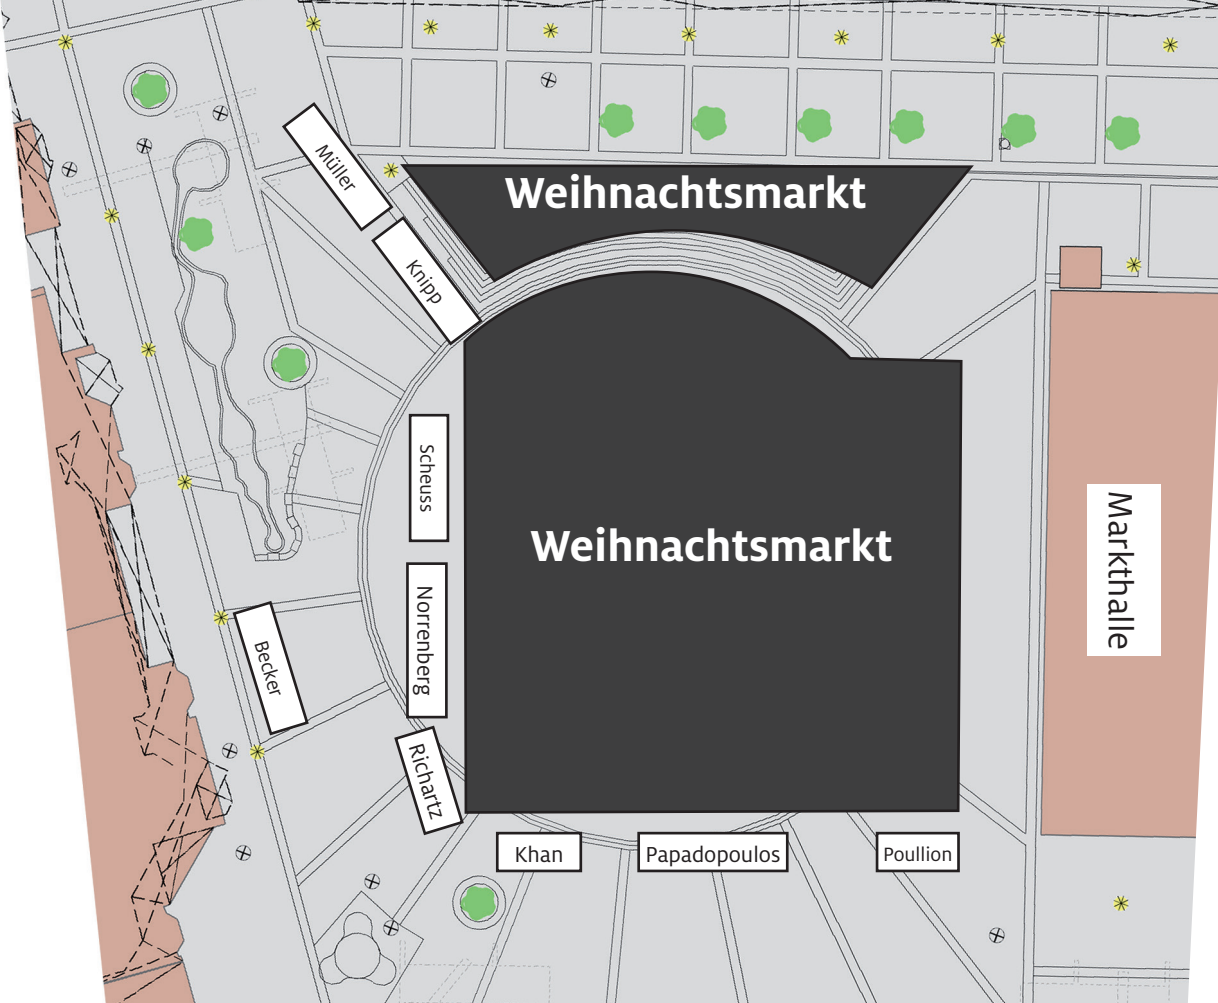 Müller
Weihnachtsmarkt
Knipp
Scheuss
Weihnachtsmarkt
Markthalle
Norrenberg
Becker
Richartz
Khan
Papadopoulos
Poullion